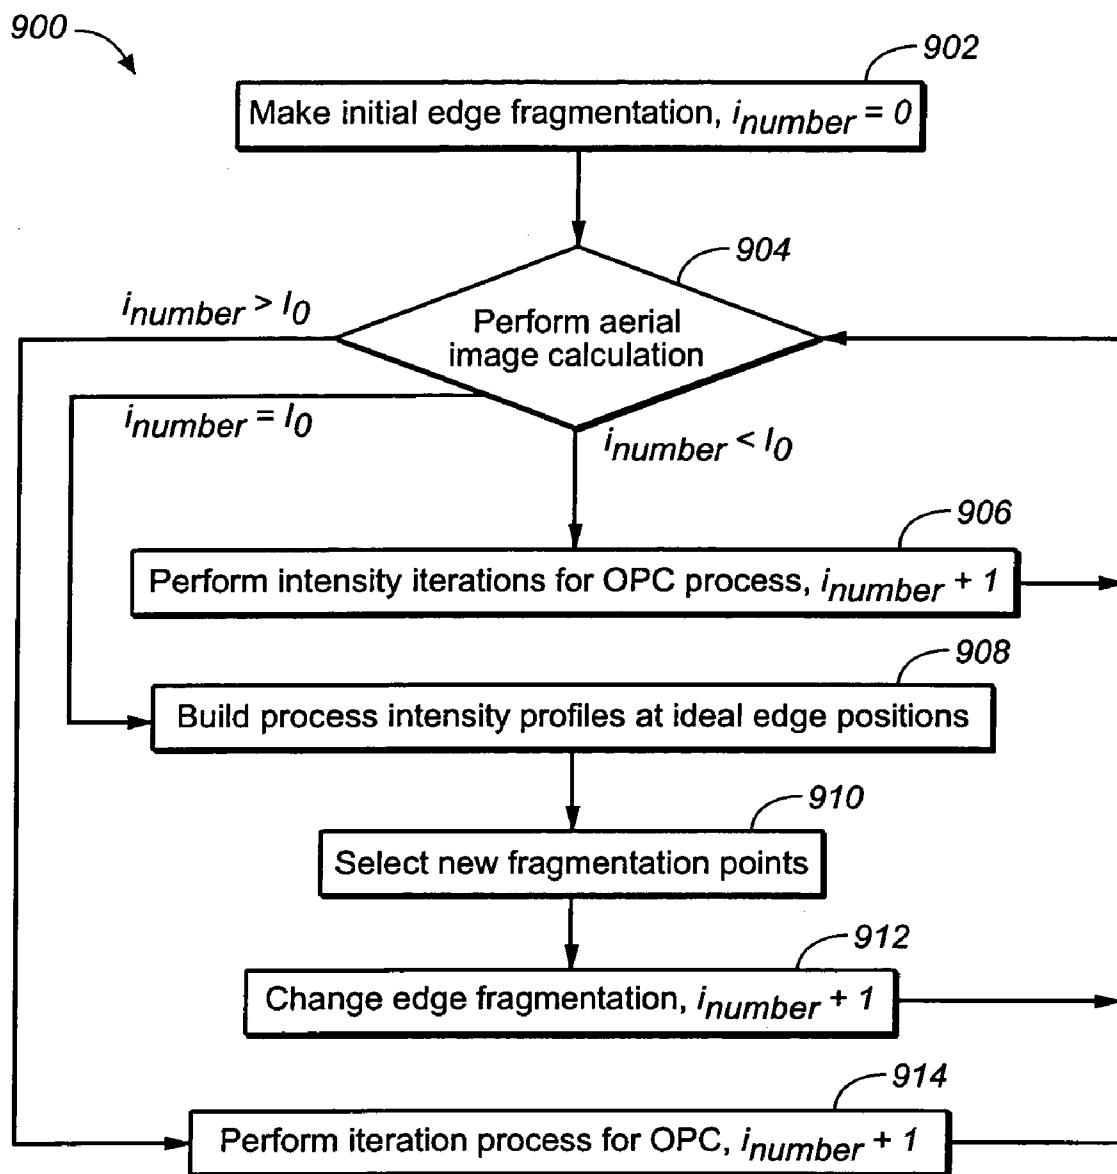 900
902
Make initial edge fragmentation, i_number = 0
904
i_number > I_0
Perform aerial
image calculation
i_number = I_0
i_number < I_0
906
Perform intensity iterations for OPC process, i_number + 1
908
Build process intensity profiles at ideal edge positions
910
Select new fragmentation points
912
Change edge fragmentation, i_number + 1
914
Perform iteration process for OPC, i_number + 1